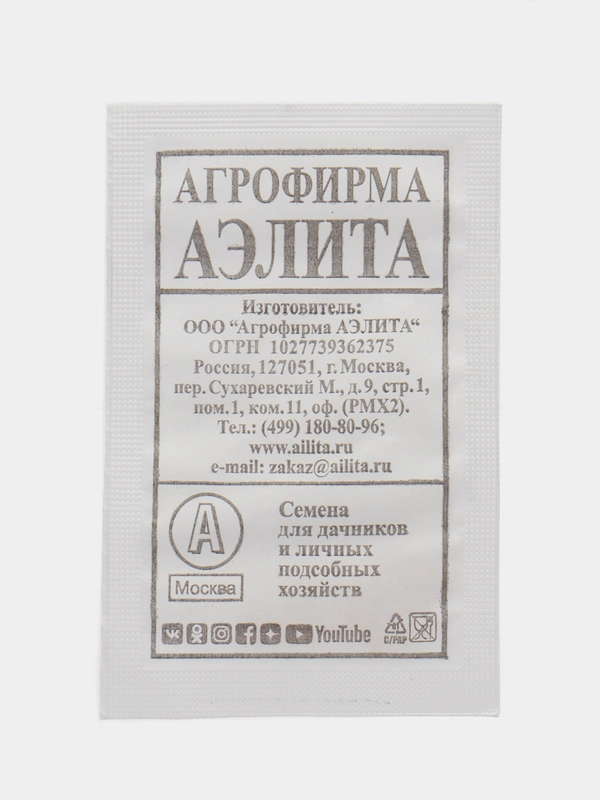 АГРОФИРМА
АЭЛИТА
Изготовитель:
ООО “Агрофирма АЭЛИТА“
ОГРН 1027739362375
Россия, 127051, г. Москва,
пер. Сухаревский М., д. 9, стр. 1,
пом. 1, ком. 11, оф. (РМХ2).
Тел.: (499) 180-80-96;
www.ailita.ru
e-mail: zakaz@ailita.ru
А
Москва
Семена
для дачников
и личных
подсобных
хозяйств
YouTube
C/PAP